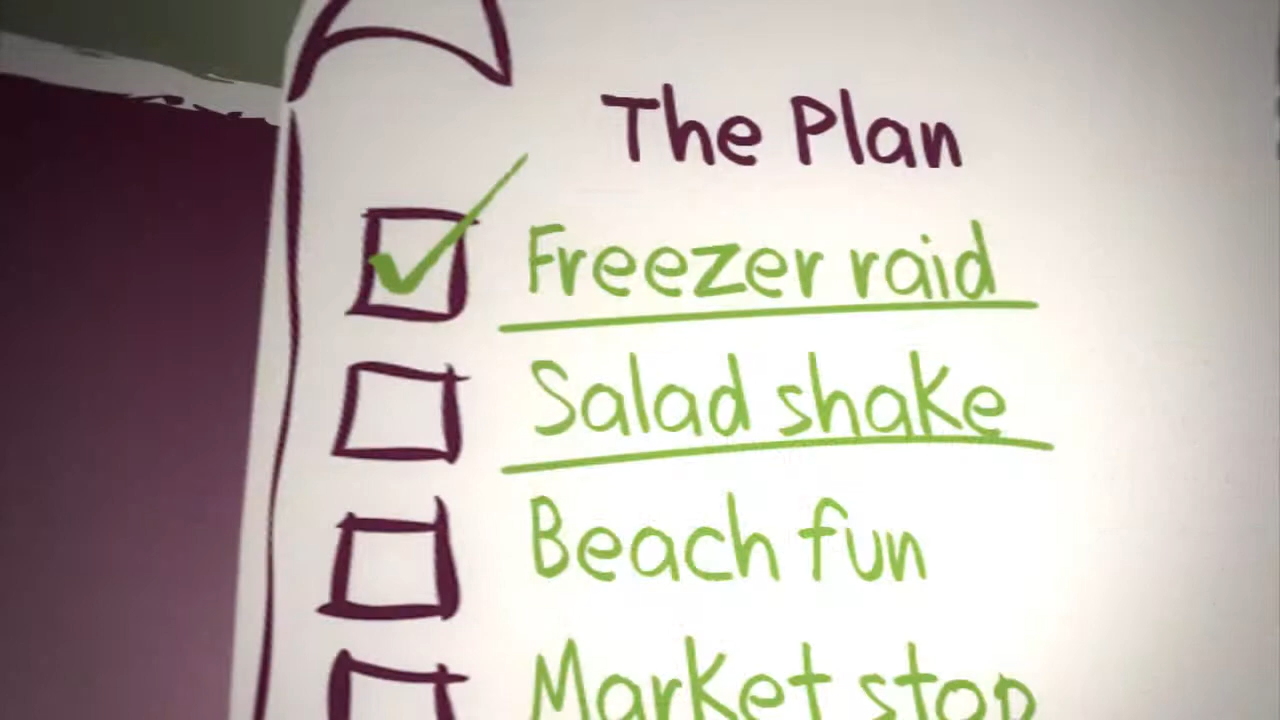 The Plan
Freezer raid
Salad shake
Beach fun
Market stop